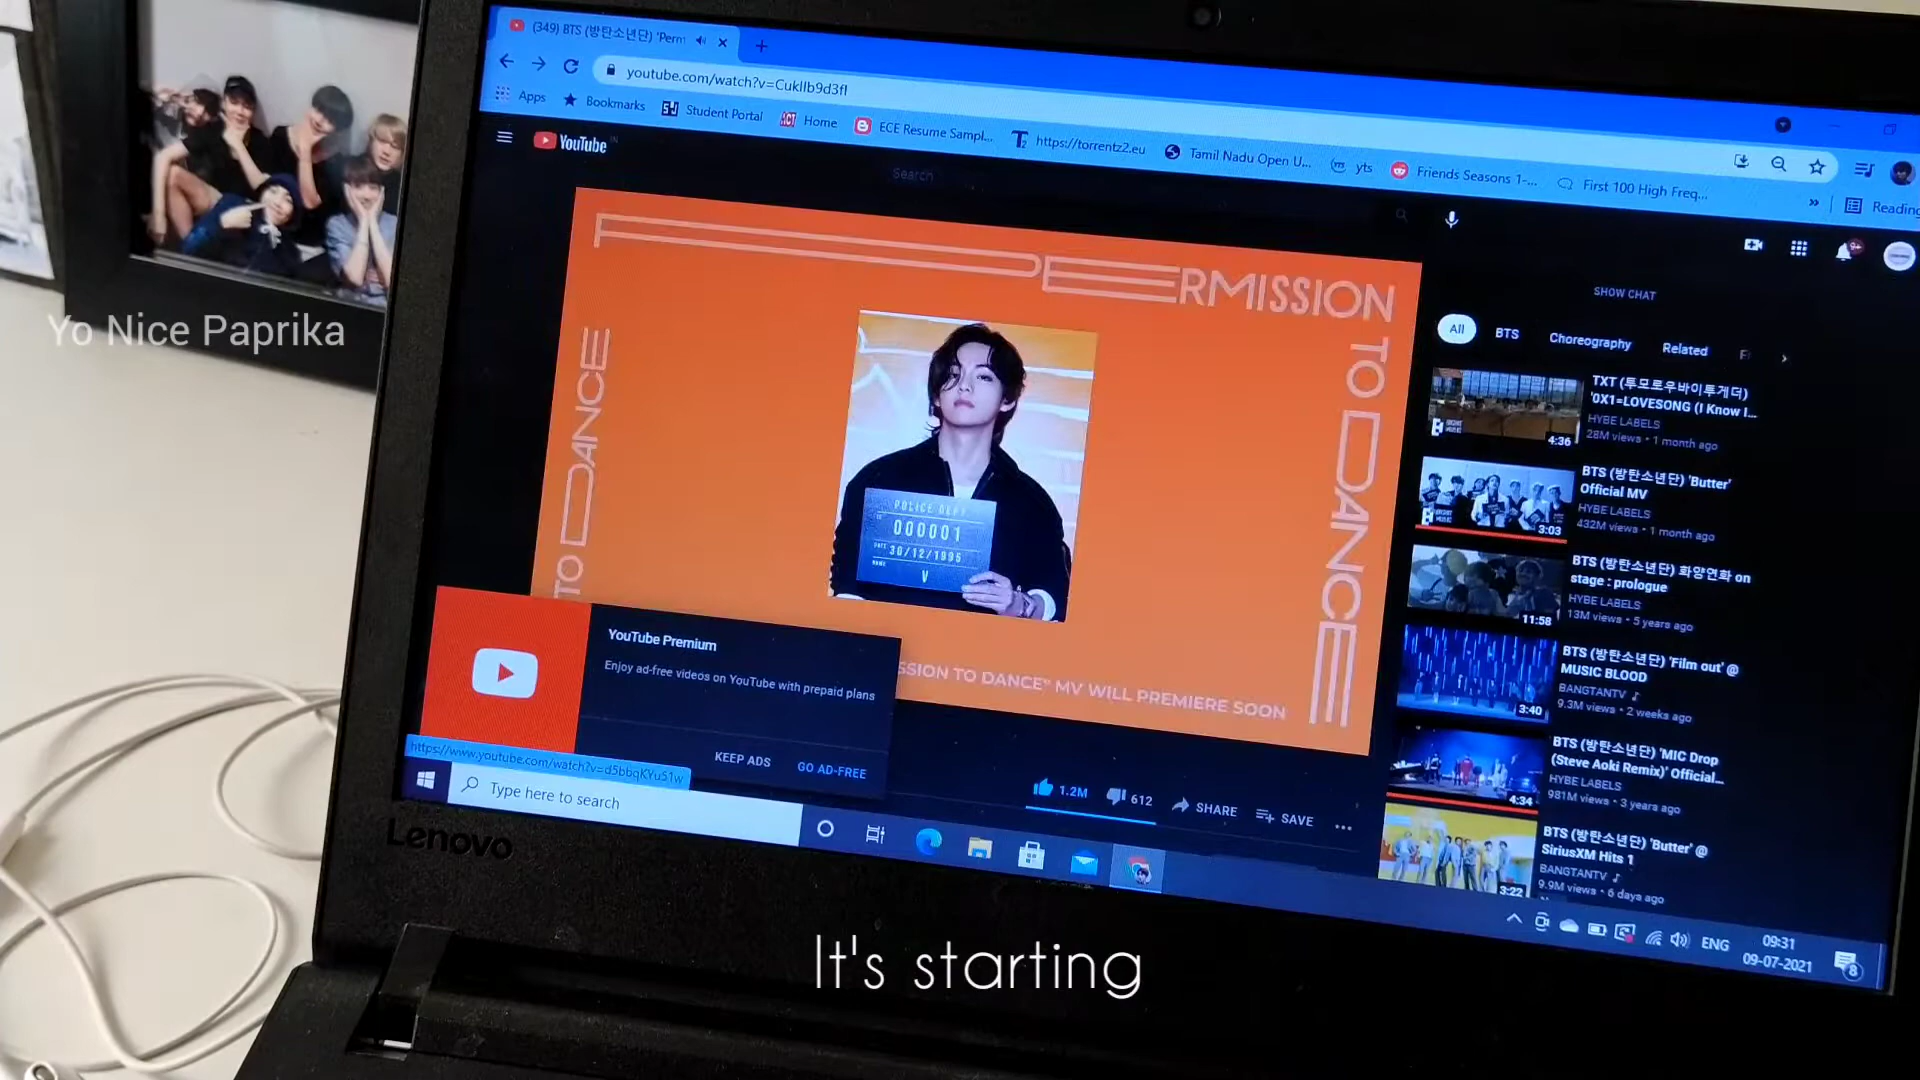 (349) BTS (방탄소년단) 'Perm
youtube.com/watch?v=CuklIb9d3fI
Apps
Bookmarks
Student Portal
ACT
Home
ECE Resume Sampl...
https://torrentz2.eu
Tamil Nadu Open U...
yts
Friends Seasons 1-...
First 100 High Freq...
»
Reading
YouTube
IN
Search
SHOW CHAT
PERMISSION
TO DANCE
TO DANCE
POLICE DEPT
000001
DATE
30/12/1995
NAME
V
SSION TO DANCE" MV WILL PREMIERE SOON
Yo Nice Paprika
All
BTS
Choreography
Related
TXT (투모로우바이투게더)
'0X1=LOVESONG (I Know I...
HYBE LABELS
28M views • 1 month ago
4:36
BTS (방탄소년단) 'Butter'
Official MV
HYBE LABELS
432M views • 1 month ago
3:03
BTS (방탄소년단) 화양연화 on
stage : prologue
HYBE LABELS
13M views • 5 years ago
11:58
BTS (방탄소년단) 'Film out' @
MUSIC BLOOD
BANGTANTV
9.3M views • 2 weeks ago
3:40
BTS (방탄소년단) 'MIC Drop
(Steve Aoki Remix)' Official...
HYBE LABELS
981M views • 3 years ago
4:34
BTS (방탄소년단) 'Butter' @
SiriusXM Hits 1
BANGTANTV
9.9M views • 6 days ago
3:22
YouTube Premium
Enjoy ad-free videos on YouTube with prepaid plans
KEEP ADS
GO AD-FREE
https://www.youtube.com/watch?v=d5bbqKYu51w
1.2M
612
SHARE
SAVE
Type here to search
ENG
09:31
09-07-2021
8
Lenovo
It's starting